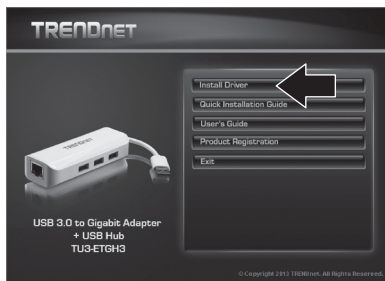 TRENDNET
Install Driver
Quick Installation Guide
User's Guide
Product Registration
Exit
TRENDNET
USB 3.0 to Gigabit Adapter
+ USB Hub
TU3-ETGH3
© Copyright 2013 TRENDnet. All Rights Reserved.